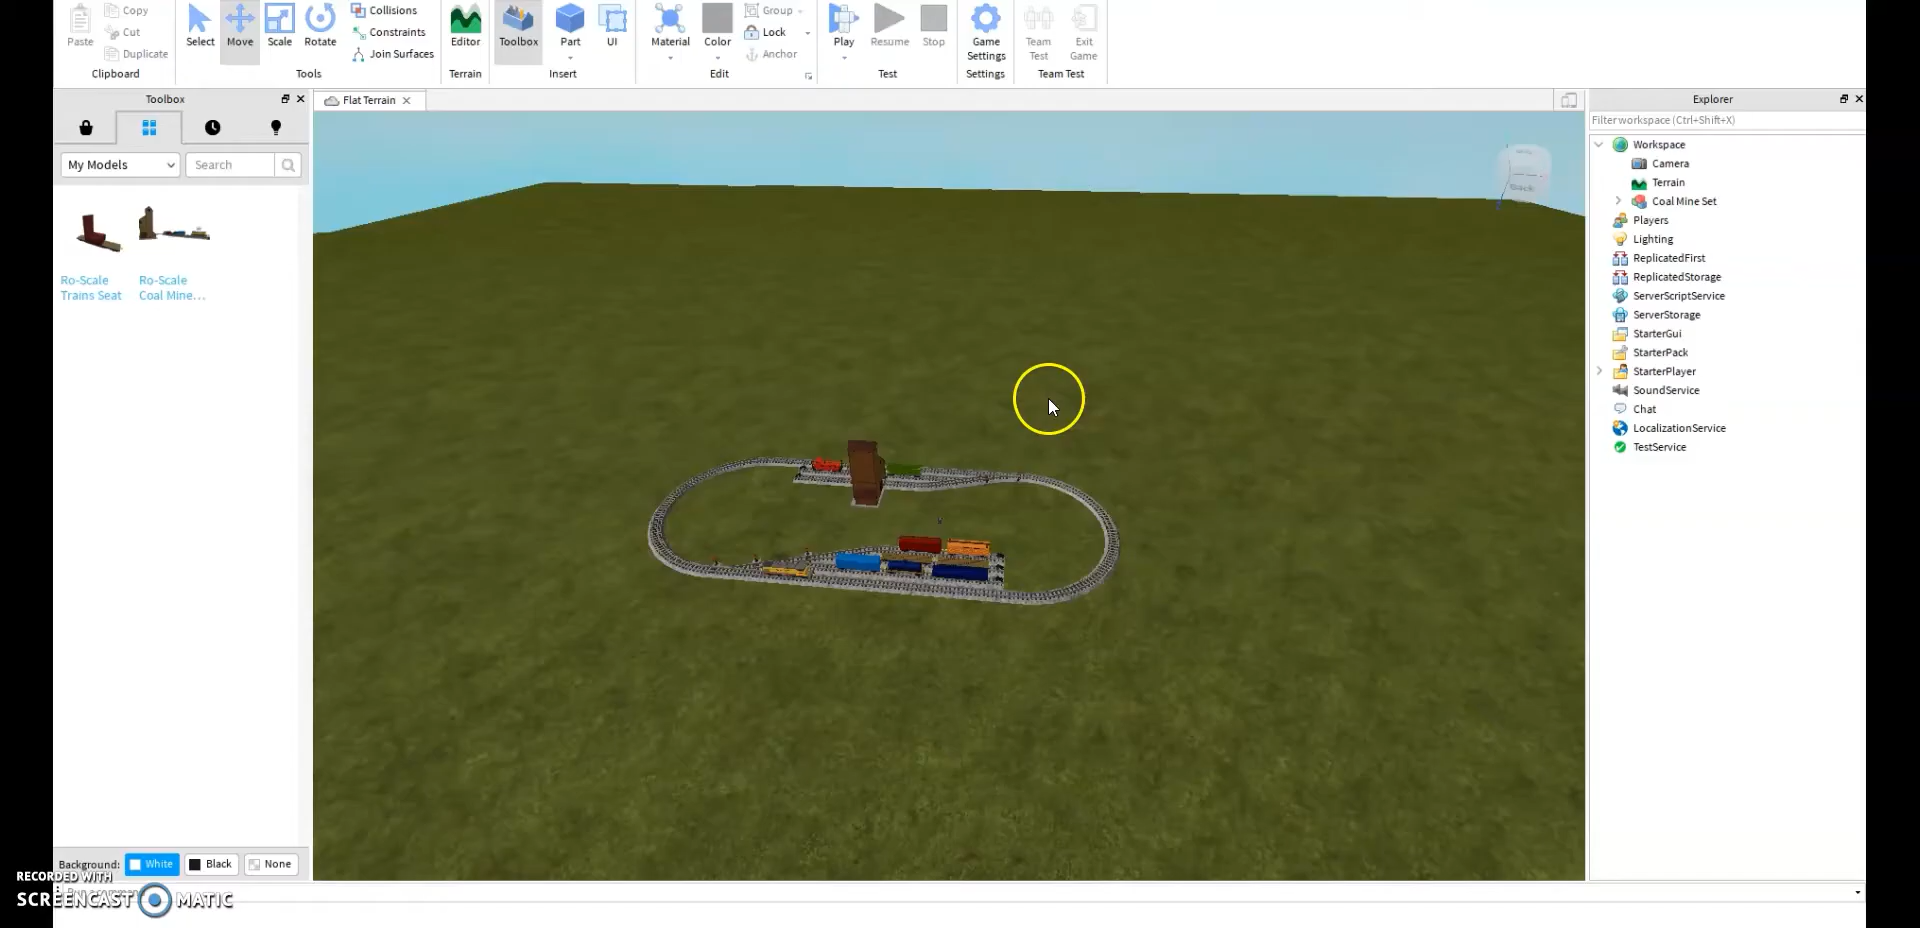 Paste
Copy
Cut
Duplicate
Clipboard
Select
Move
Scale
Rotate
Collisions
Constraints
Join Surfaces
Tools
Editor
Terrain
Toolbox
Part
UI
Insert
Material
Color
Group
Lock
Anchor
Edit
Play
Resume
Stop
Test
Game
Settings
Settings
Team
Test
Exit
Game
Team Test
Toolbox
My Models
Search
Ro-Scale
Trains Seat
Ro-Scale
Coal Mine...
Background: White Black None
Flat Terrain
Back
Explorer
Filter workspace (Ctrl+Shift+X)
Workspace
Camera
Terrain
Coal Mine Set
Players
Lighting
ReplicatedFirst
ReplicatedStorage
ServerScriptService
ServerStorage
StarterGui
StarterPack
StarterPlayer
SoundService
Chat
LocalizationService
TestService
RECORDED WITH
SCREENCAST MATIC